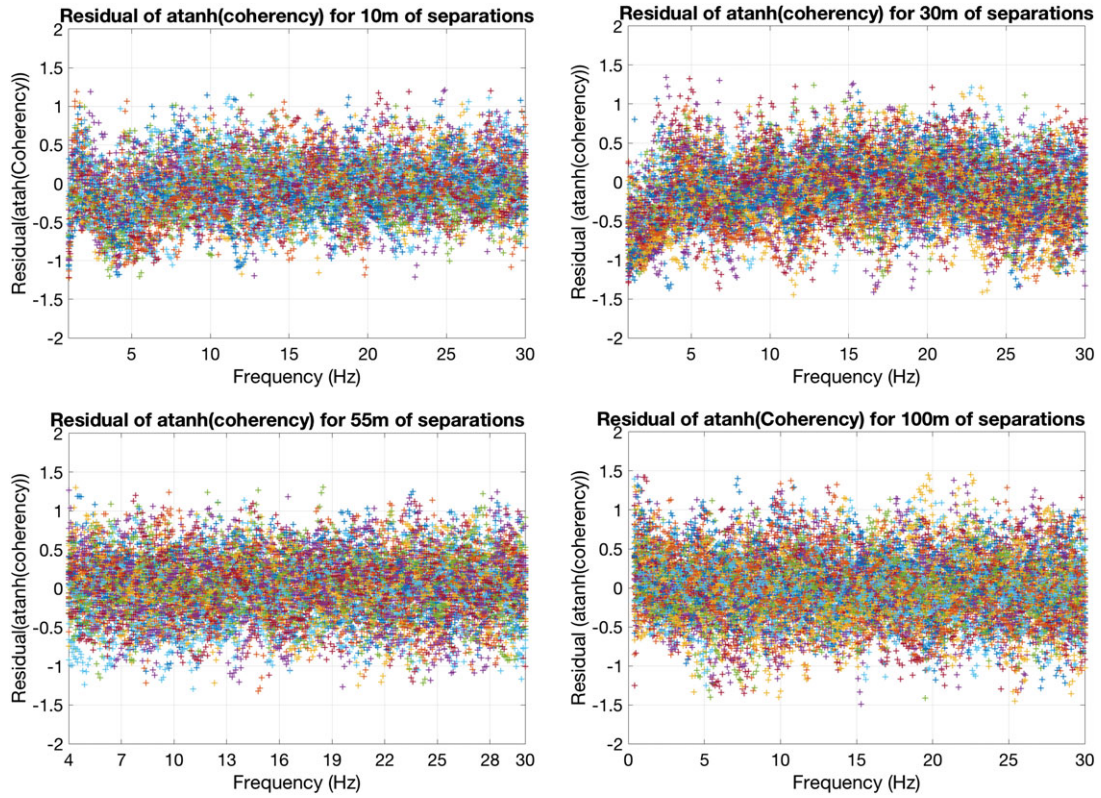 Residual of atanh(coherency) for 10m of separations
2
1.5
1
0.5
0
-0.5
-1
-1.5
-2
Residual(atah(Coherency))
5 10 15 20 25 30
Frequency (Hz)
Residual of atanh(coherency) for 30m of separations
2
1.5
1
0.5
0
-0.5
-1
-1.5
-2
Residual (atanh(coherency))
5 10 15 20 25 30
Frequency (Hz)
Residual of atanh(coherency) for 55m of separations
2
1.5
1
0.5
0
-0.5
-1
-1.5
-2
Residual(atanh(coherency))
4 7 10 13 16 19 22 25 28 30
Frequency (Hz)
Residual of atanh(Coherency) for 100m of separations
2
1.5
1
0.5
0
-0.5
-1
-1.5
-2
Residual (atanh(coherency))
0 5 10 15 20 25 30
Frequency (Hz)